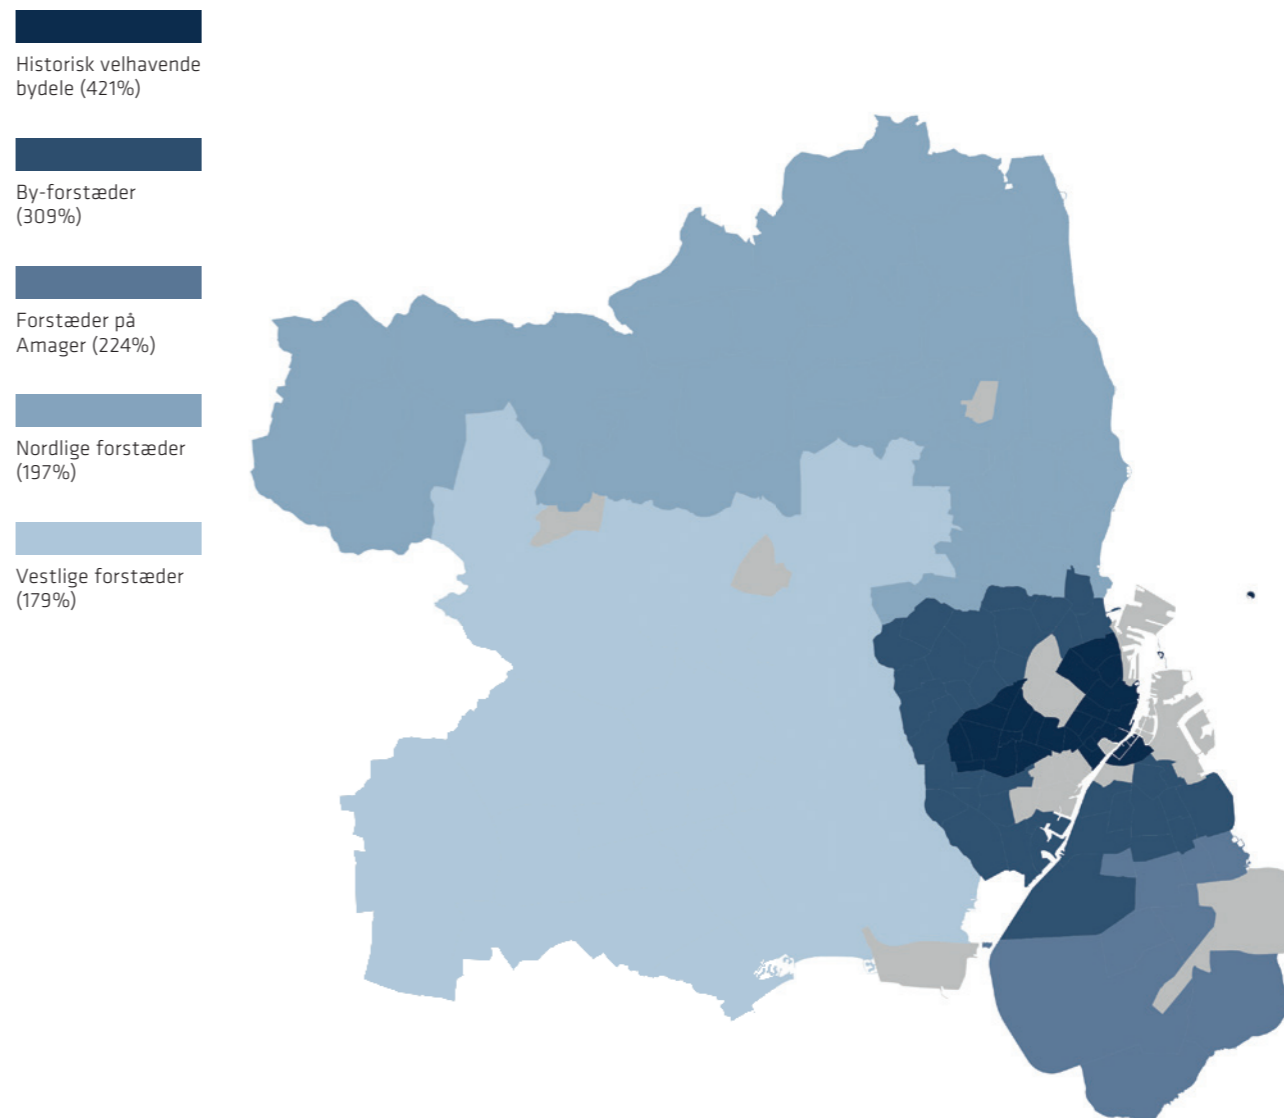 Historisk velhavende
bydele (421%)
By-forstæder
(309%)
Forstæder på
Amager (224%)
Nordlige forstæder
(197%)
Vestlige forstæder
(179%)